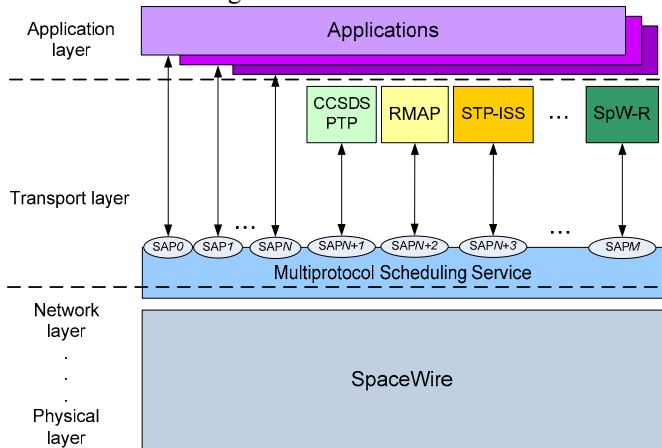 Application
layer
Applications
CCSDS
PTP
RMAP
STP-ISS
...
SpW-R
Transport layer
...
...
SAP0
SAP1
SAPN
SAPN+1
SAPN+2
SAPN+3
SAPM
Multiprotocol Scheduling Service
Network
layer
.
.
.
Physical
layer
SpaceWire